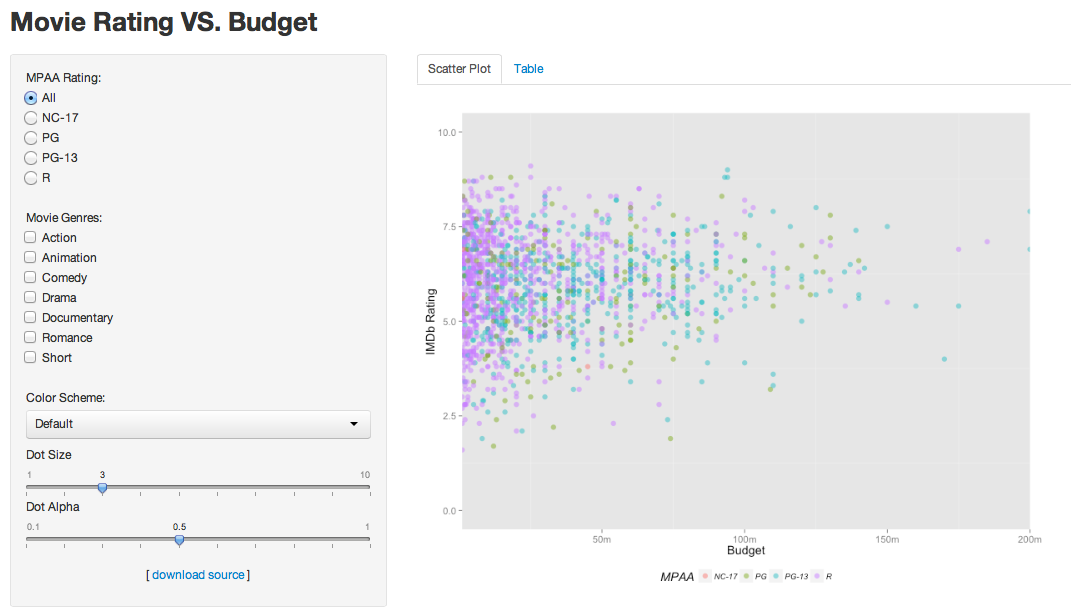 Movie Rating VS. Budget
MPAA Rating:
All
NC-17
PG
PG-13
R
Movie Genres:
Action
Animation
Comedy
Drama
Documentary
Romance
Short
Color Scheme:
Default
Dot Size
1 3 10
Dot Alpha
0.1 0.5 1
[ download source ]
Scatter Plot Table
10.0
7.5
5.0
2.5
0.0
IMDb Rating
50m 100m 150m 200m
Budget
MPAA NC-17 PG PG-13 R